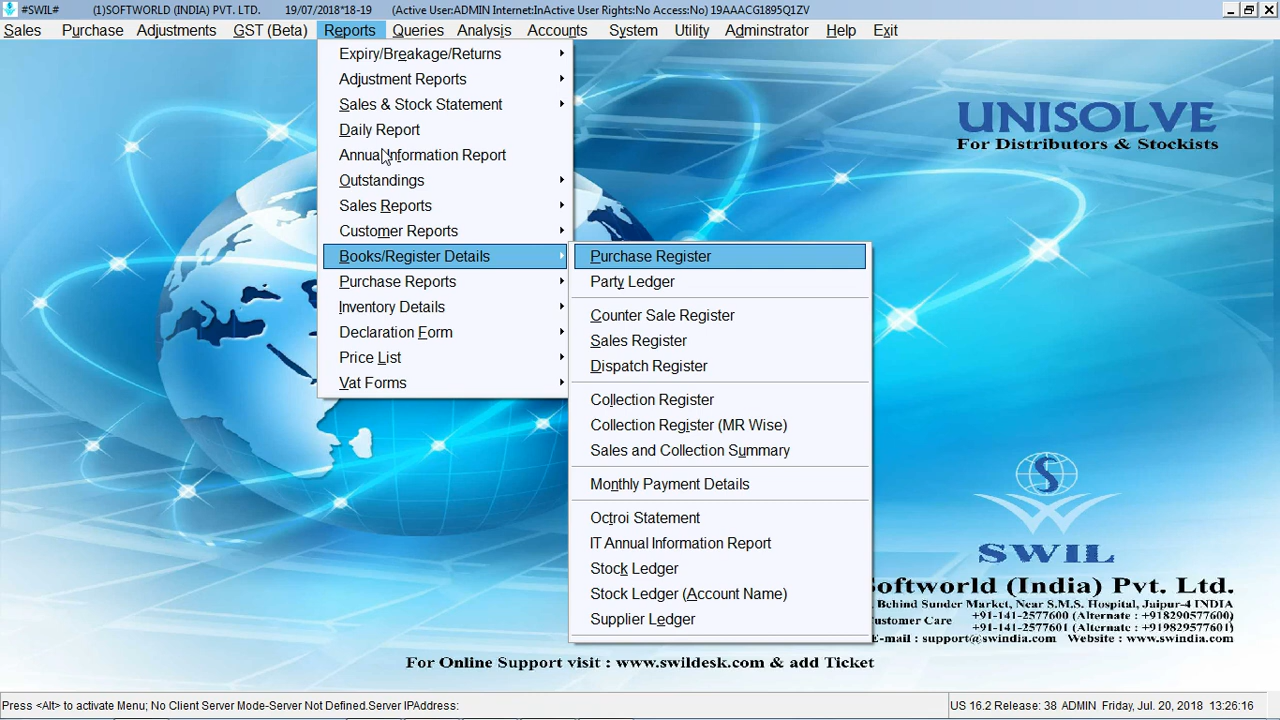 #SWIL# (1)SOFTWORLD (INDIA) PVT. LTD. 19/07/2018*18-19 (Active User:ADMIN Internet:InActive User Rights:No Access:No) 19AAACG1895Q1ZV
Sales Purchase Adjustments GST (Beta) Reports Queries Analysis Accounts System Utility Adminstrator Help Exit
Expiry/Breakage/Returns
Adjustment Reports
Sales & Stock Statement
Daily Report
Annual Information Report
Outstandings
Sales Reports
Customer Reports
Books/Register Details
Purchase Reports
Inventory Details
Declaration Form
Price List
Vat Forms
Purchase Register
Party Ledger
Counter Sale Register
Sales Register
Dispatch Register
Collection Register
Collection Register (MR Wise)
Sales and Collection Summary
Monthly Payment Details
Octroi Statement
IT Annual Information Report
Stock Ledger
Stock Ledger (Account Name)
Supplier Ledger
UNISOLVE
For Distributors & Stockists
S
SWIL
oftworld (India) Pvt. Ltd.
. Behind Sunder Market, Near S.M.S. Hospital, Jaipur-4 INDIA
ustomer Care +91-141-2577600 (Alternate : +918290577600)
+91-141-2577601 (Alternate : +919829577601)
E-mail : support@swindia.com Website : www.swindia.com
For Online Support visit : www.swildesk.com & add Ticket
Press <Alt> to activate Menu; No Client Server Mode-Server Not Defined.Server IPAddress:
US 16.2 Release: 38 ADMIN Friday, Jul. 20, 2018 13:26:16